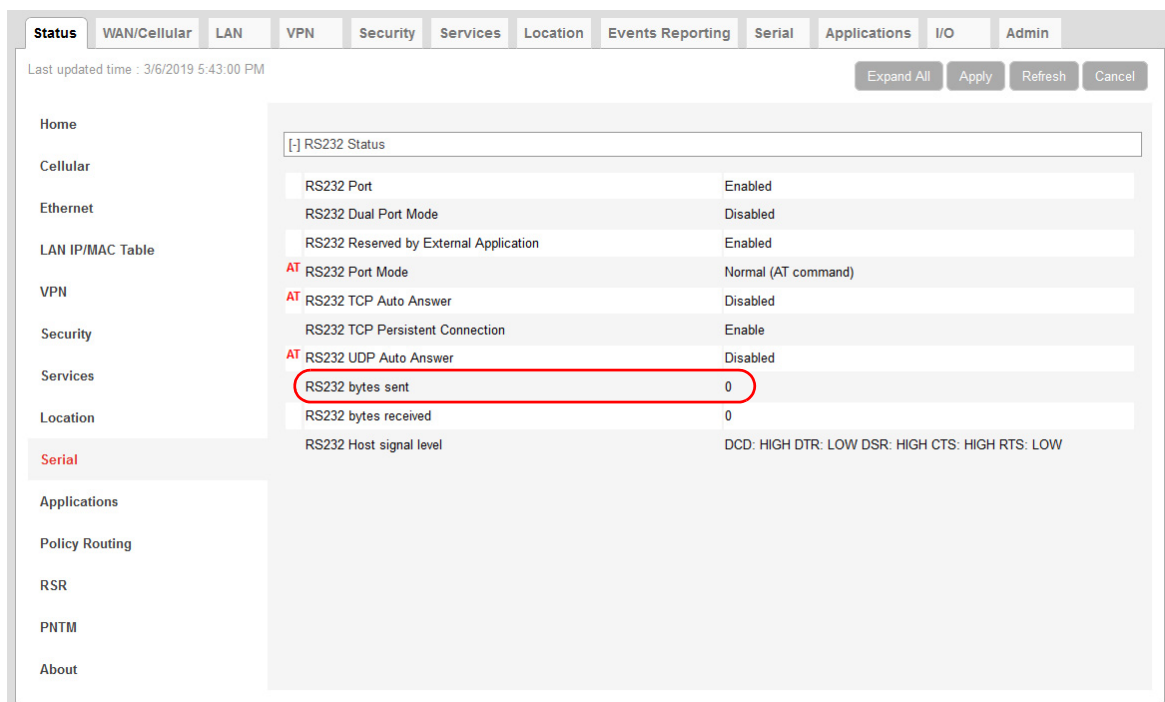 Status WAN/Cellular LAN VPN Security Services Location Events Reporting Serial Applications I/O Admin
Last updated time : 3/6/2019 5:43:00 PM
Expand All Apply Refresh Cancel
Home
Cellular
Ethernet
LAN IP/MAC Table
VPN
Security
Services
Location
Serial
Applications
Policy Routing
RSR
PNTM
About
[-] RS232 Status
RS232 Port Enabled
RS232 Dual Port Mode Disabled
RS232 Reserved by External Application Enabled
AT RS232 Port Mode Normal (AT command)
AT RS232 TCP Auto Answer Disabled
RS232 TCP Persistent Connection Enable
AT RS232 UDP Auto Answer Disabled
RS232 bytes sent 0
RS232 bytes received 0
RS232 Host signal level DCD: HIGH DTR: LOW DSR: HIGH CTS: HIGH RTS: LOW